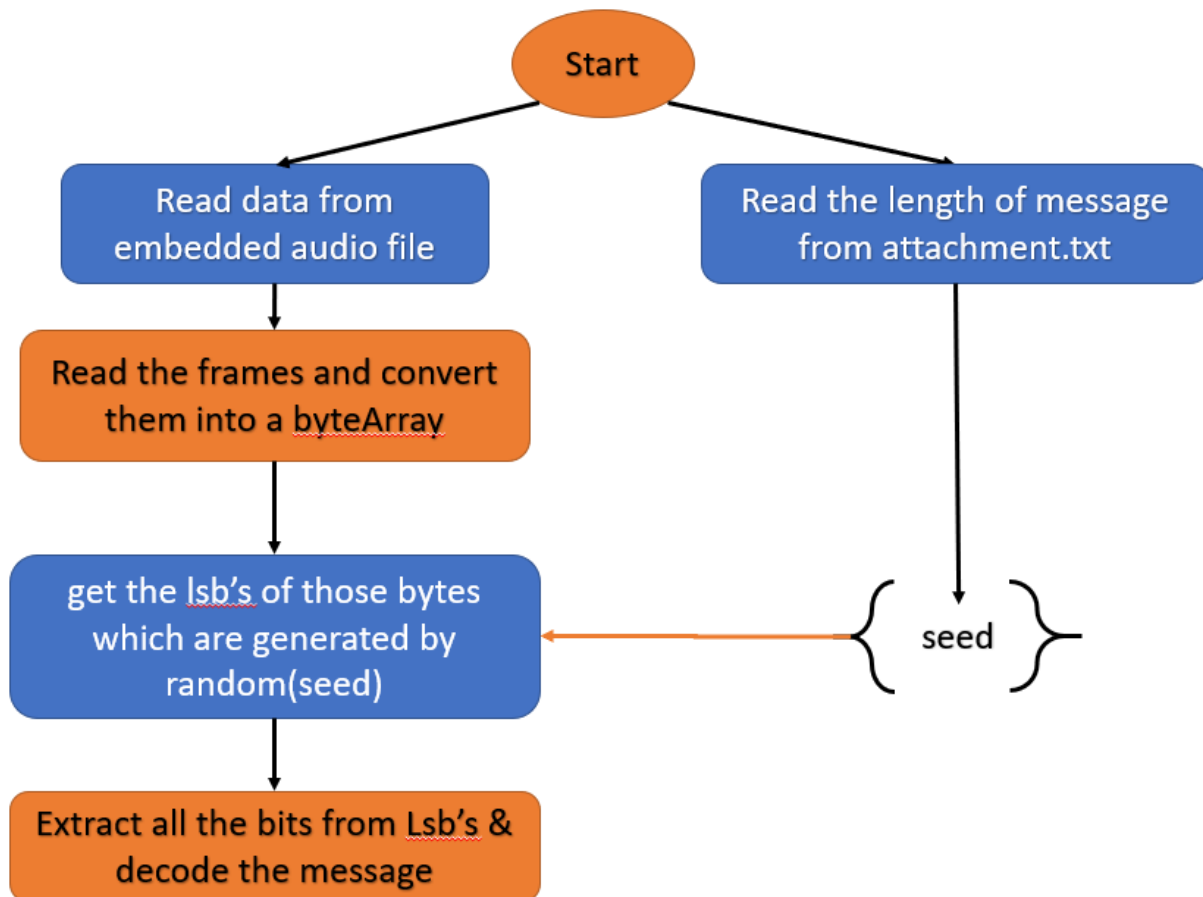 Start
Read data from
embedded audio file
Read the length of message
from attachment.txt
Read the frames and convert
them into a byteArray
get the lsb's of those bytes
which are generated by
random(seed)
seed
Extract all the bits from Lsb's &
decode the message